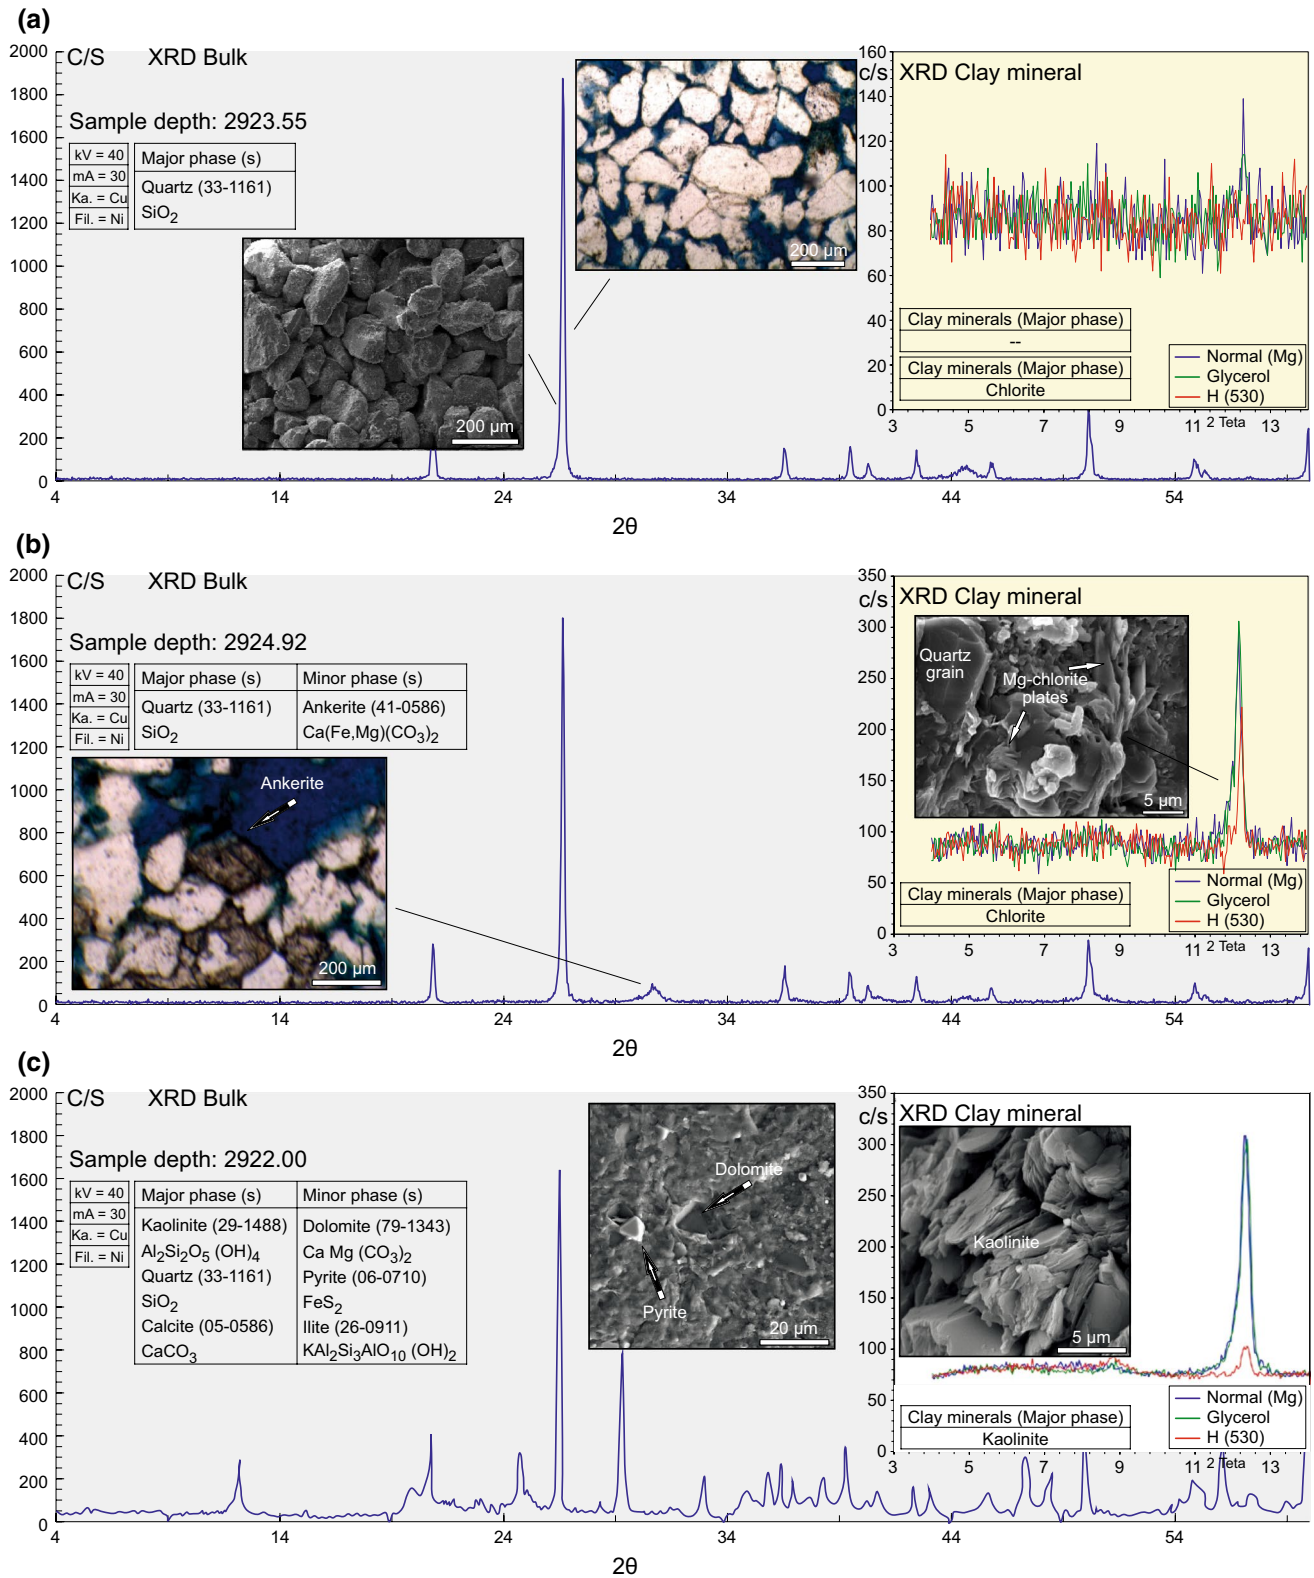 (a)
C/S XRD Bulk
Sample depth: 2923.55
kV = 40
mA = 30
Ka. = Cu
Fil. = Ni
Major phase (s)
Quartz (33-1161)
SiO2
200 µm
200 µm
2000
1800
1600
1400
1200
1000
800
600
400
200
0
4 14 24 34 44 54
2θ
c/s XRD Clay mineral
160
140
120
100
80
60
40
20
0
Clay minerals (Major phase)
--
Clay minerals (Major phase)
Chlorite
Normal (Mg)
Glycerol
H (530)
3 5 7 9 11 2 Teta 13
(b)
C/S XRD Bulk
Sample depth: 2924.92
kV = 40
mA = 30
Ka. = Cu
Fil. = Ni
Major phase (s) Minor phase (s)
Quartz (33-1161) Ankerite (41-0586)
SiO2 Ca(Fe,Mg)(CO3)2
Ankerite
200 µm
2000
1800
1600
1400
1200
1000
800
600
400
200
0
4 14 24 34 44 54
2θ
c/s XRD Clay mineral
350
300
250
200
150
100
50
0
Quartz
grain
Mg-chlorite
plates
5 µm
Clay minerals (Major phase)
Chlorite
Normal (Mg)
Glycerol
H (530)
3 5 7 9 11 2 Teta 13
(c)
C/S XRD Bulk
Sample depth: 2922.00
kV = 40
mA = 30
Ka. = Cu
Fil. = Ni
Major phase (s) Minor phase (s)
Kaolinite (29-1488) Dolomite (79-1343)
Al2Si2O5 (OH)4 Ca Mg (CO3)2
Quartz (33-1161) Pyrite (06-0710)
SiO2 FeS2
Calcite (05-0586) Ilite (26-0911)
CaCO3 KAl2Si3AlO10 (OH)2
Dolomite
Pyrite
20 µm
2000
1800
1600
1400
1200
1000
800
600
400
200
0
4 14 24 34 44 54
2θ
c/s XRD Clay mineral
350
300
250
200
150
100
50
0
Kaolinite
5 µm
Clay minerals (Major phase)
Kaolinite
Normal (Mg)
Glycerol
H (530)
3 5 7 9 11 2 Teta 13